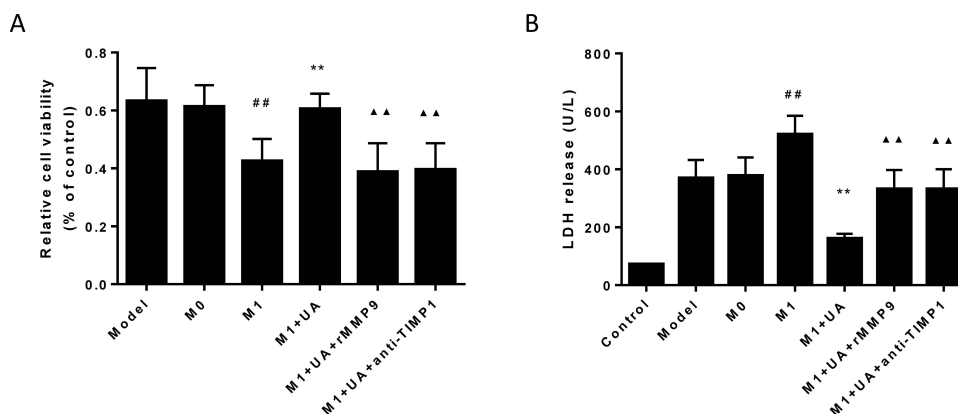 A
Relative cell viability
(% of control)
0.8
0.6
0.4
0.2
0.0
##
**
▲▲
▲▲
Model
M0
M1
M1+UA
M1+UA+rMMP9
M1+UA+anti-TIMP1
B
LDH release (U/L)
800
600
400
200
0
##
**
▲▲
▲▲
Control
Model
M0
M1
M1+UA
M1+UA+rMMP9
M1+UA+anti-TIMP1